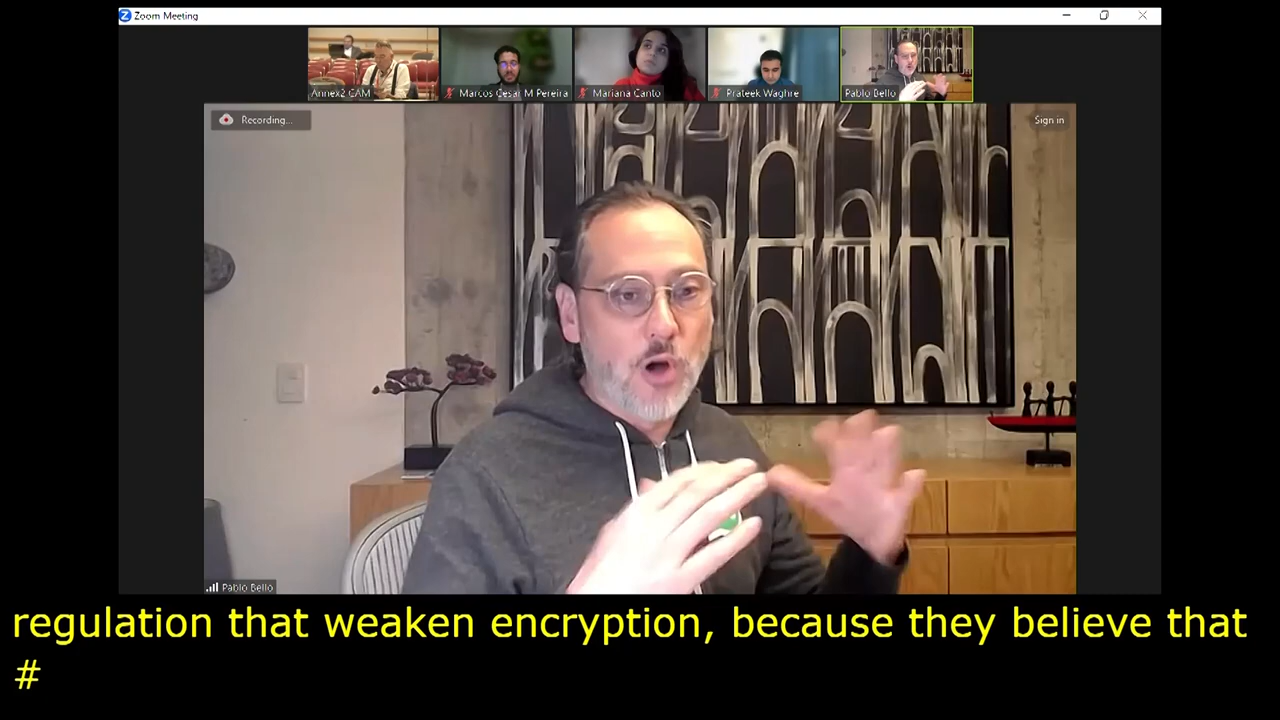 Zoom Meeting
Annex2 CAM
Marcos Cesar M Pereira
Mariana Canto
Prateek Waghre
Pablo Bello
Recording...
Sign in
Pablo Bello
regulation that weaken encryption, because they believe that
#